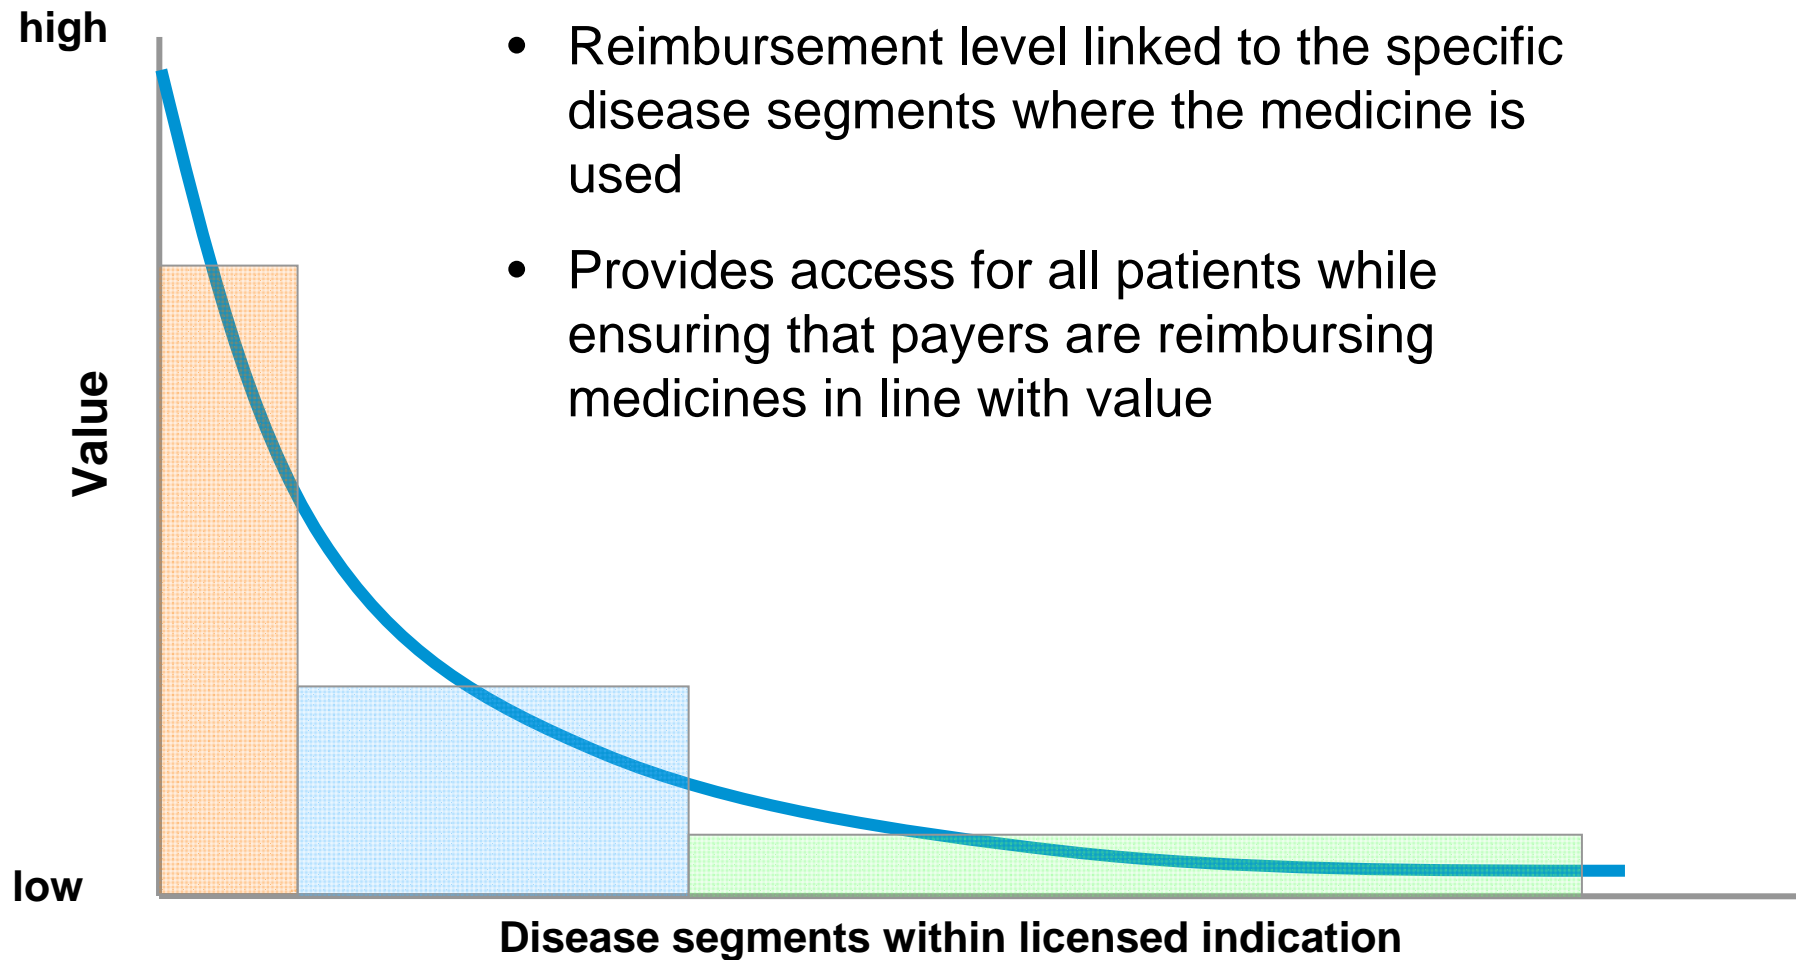 high
• Reimbursement level linked to the specific
disease segments where the medicine is
used
• Provides access for all patients while
ensuring that payers are reimbursing
medicines in line with value
Value
low
Disease segments within licensed indication